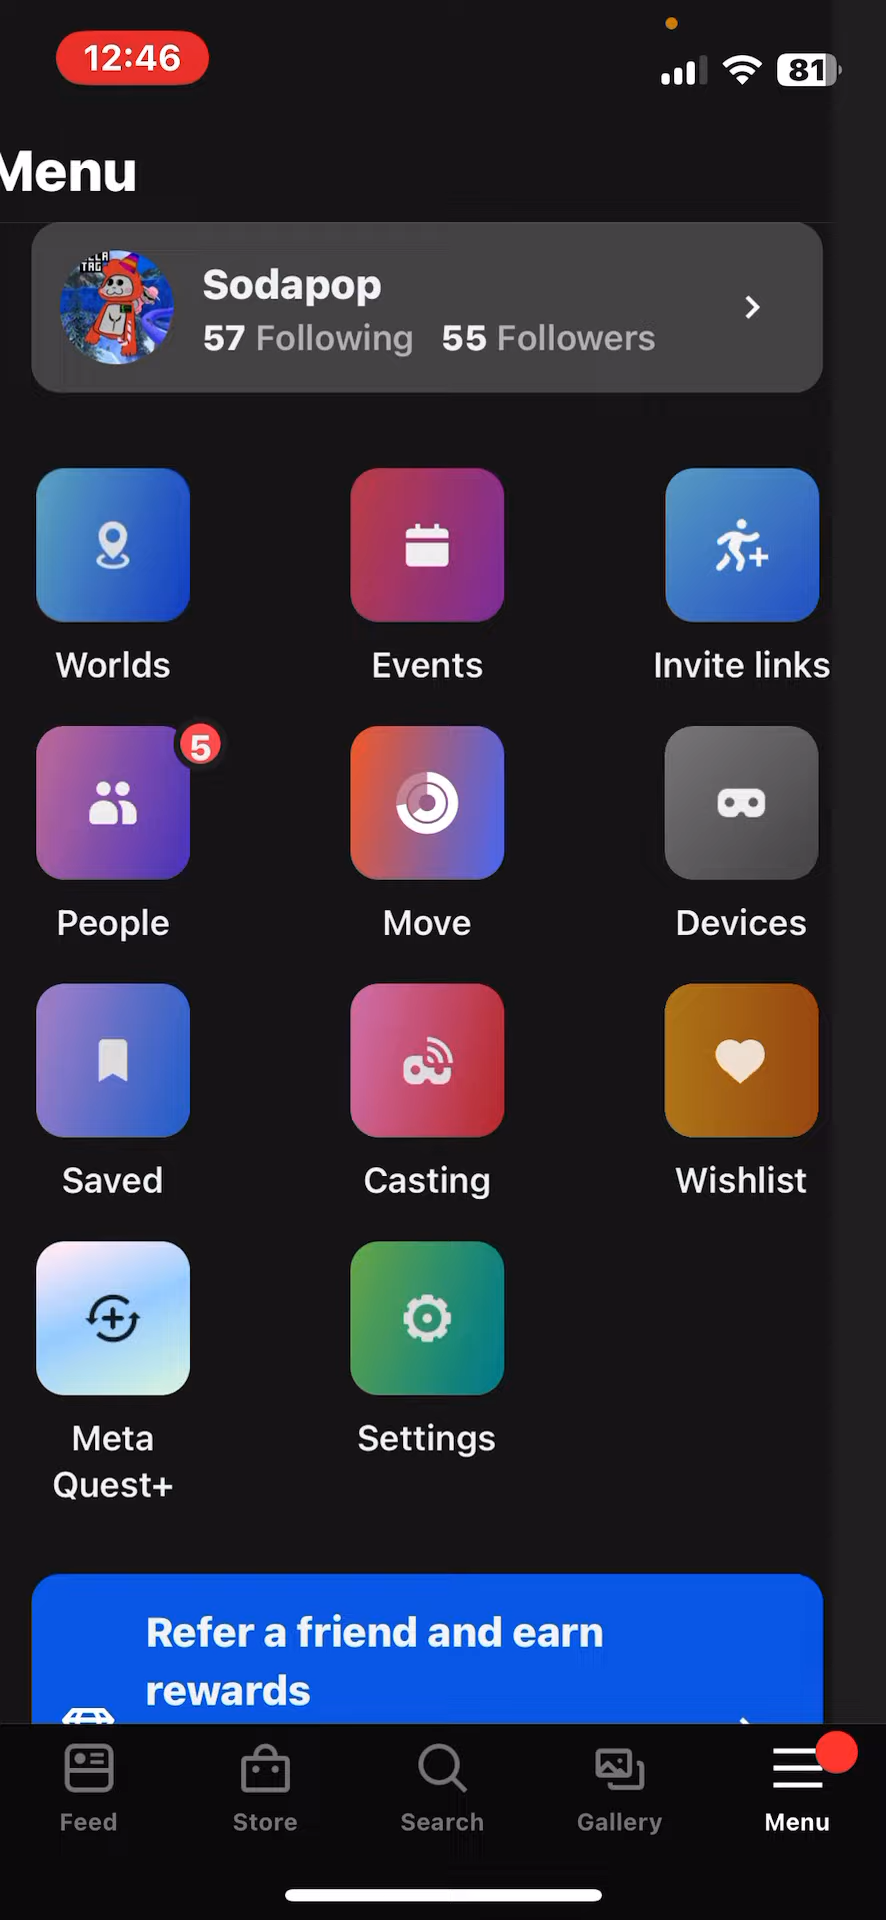 12:46
81
Menu
Sodapop
57 Following 55 Followers
Worlds
Events
Invite links
5
People
Move
Devices
Saved
Casting
Wishlist
Meta
Quest+
Settings
Refer a friend and earn
rewards
Feed
Store
Search
Gallery
Menu